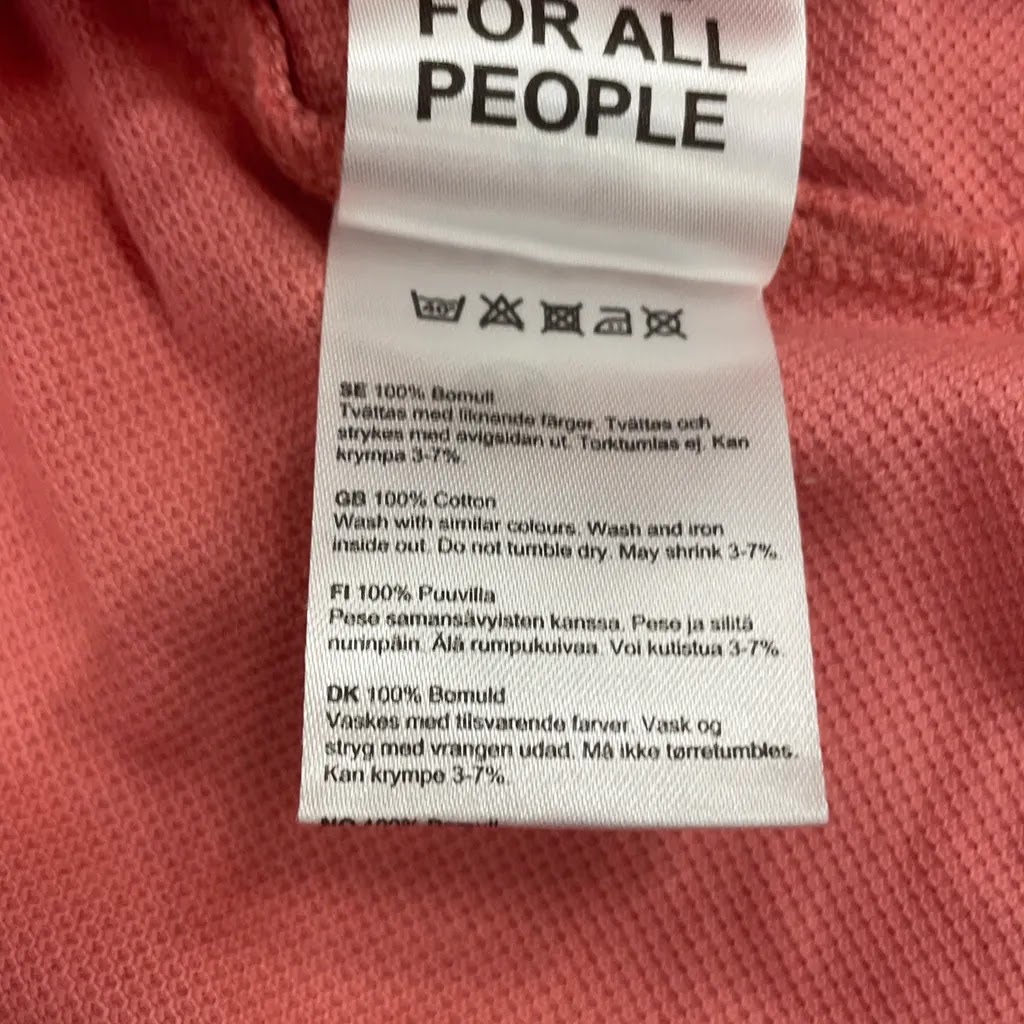 FOR ALL
PEOPLE
40°
SE 100% Bomull
Tvättas med liknande färger. Tvättas och
strykes med avigsidan ut. Torktumlas ej. Kan
krympa 3-7%.
GB 100% Cotton
Wash with similar colours. Wash and iron
inside out. Do not tumble dry. May shrink 3-7%.
FI 100% Puuvilla
Pese samansävyisten kanssa. Pese ja silitä
nurinpäin. Älä rumpukuivaa. Voi kutistua 3-7%.
DK 100% Bomuld
Vaskes med tilsvarende farver. Vask og
stryg med vrangen udad. Må ikke tørretumbles.
Kan krympe 3-7%.
NO 100%